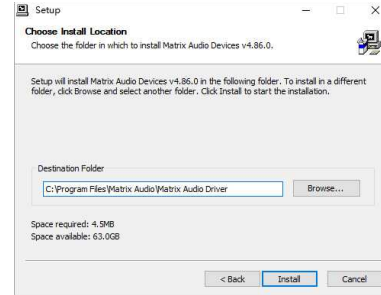 Setup
Choose Install Location
Choose the folder in which to install Matrix Audio Devices v4.86.0.
Setup will install Matrix Audio Devices v4.86.0 in the following folder. To install in a different
folder, click Browse and select another folder. Click Install to start the installation.
Destination Folder
C:\Program Files\Matrix Audio\Matrix Audio Driver
Browse...
Space required: 4.5MB
Space available: 63.0GB
< Back
Install
Cancel